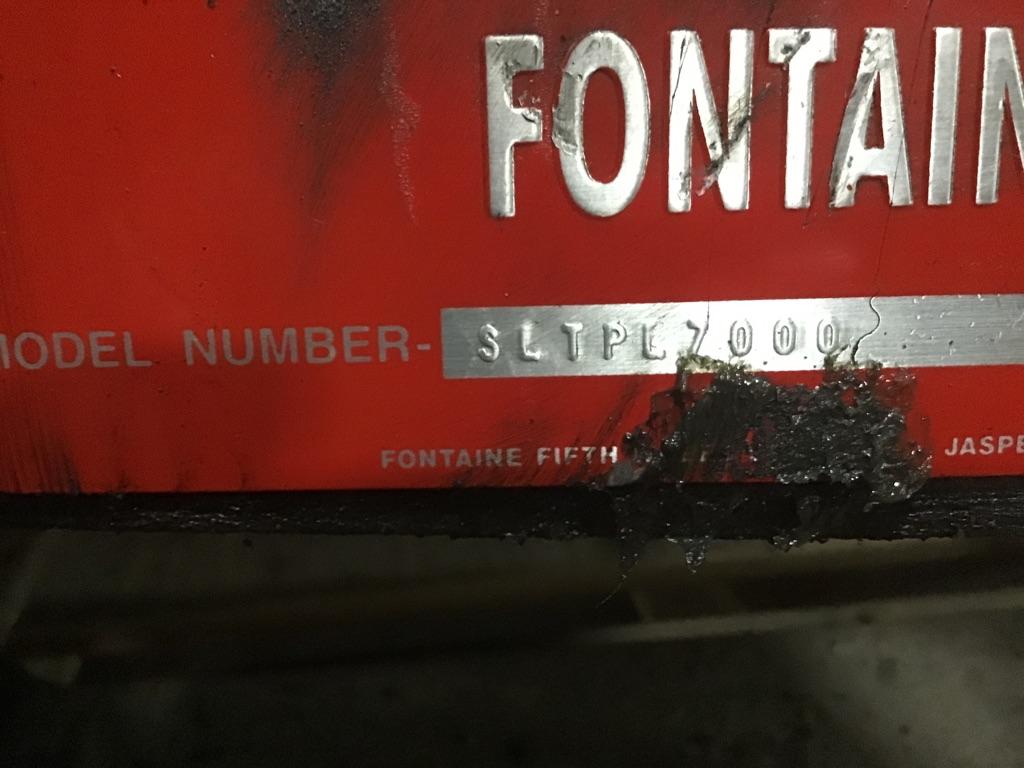 FONTAIN
MODEL NUMBER- SLTPL7000
FONTAINE FIFTH
JASPE